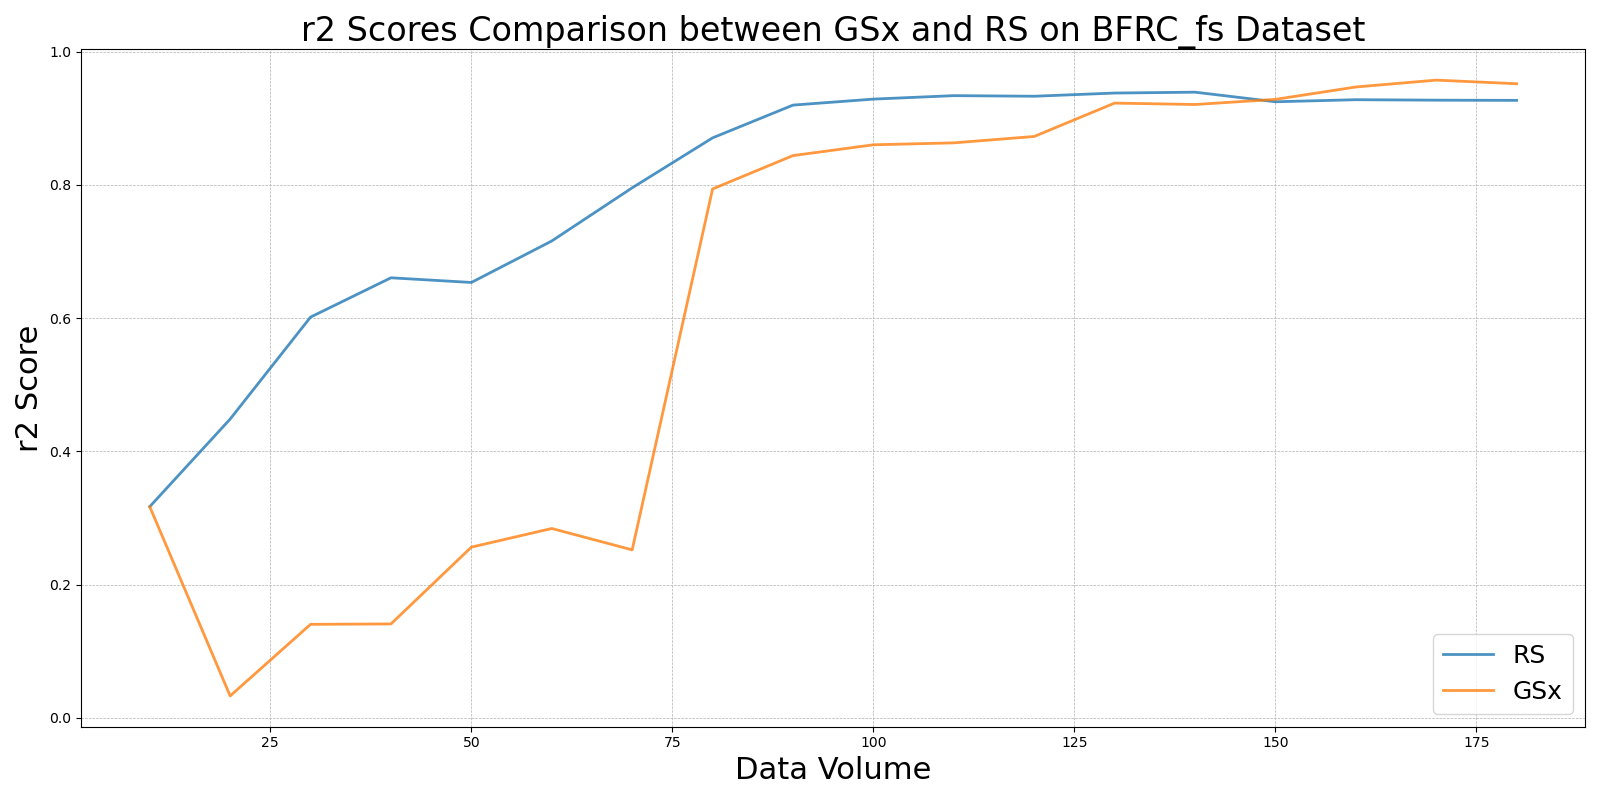 r2 Scores Comparison between GSx and RS on BFRC_fs Dataset
r2 Score
1.0
0.8
0.6
0.4
0.2
0.0
RS
GSx
25 50 75 100 125 150 175
Data Volume